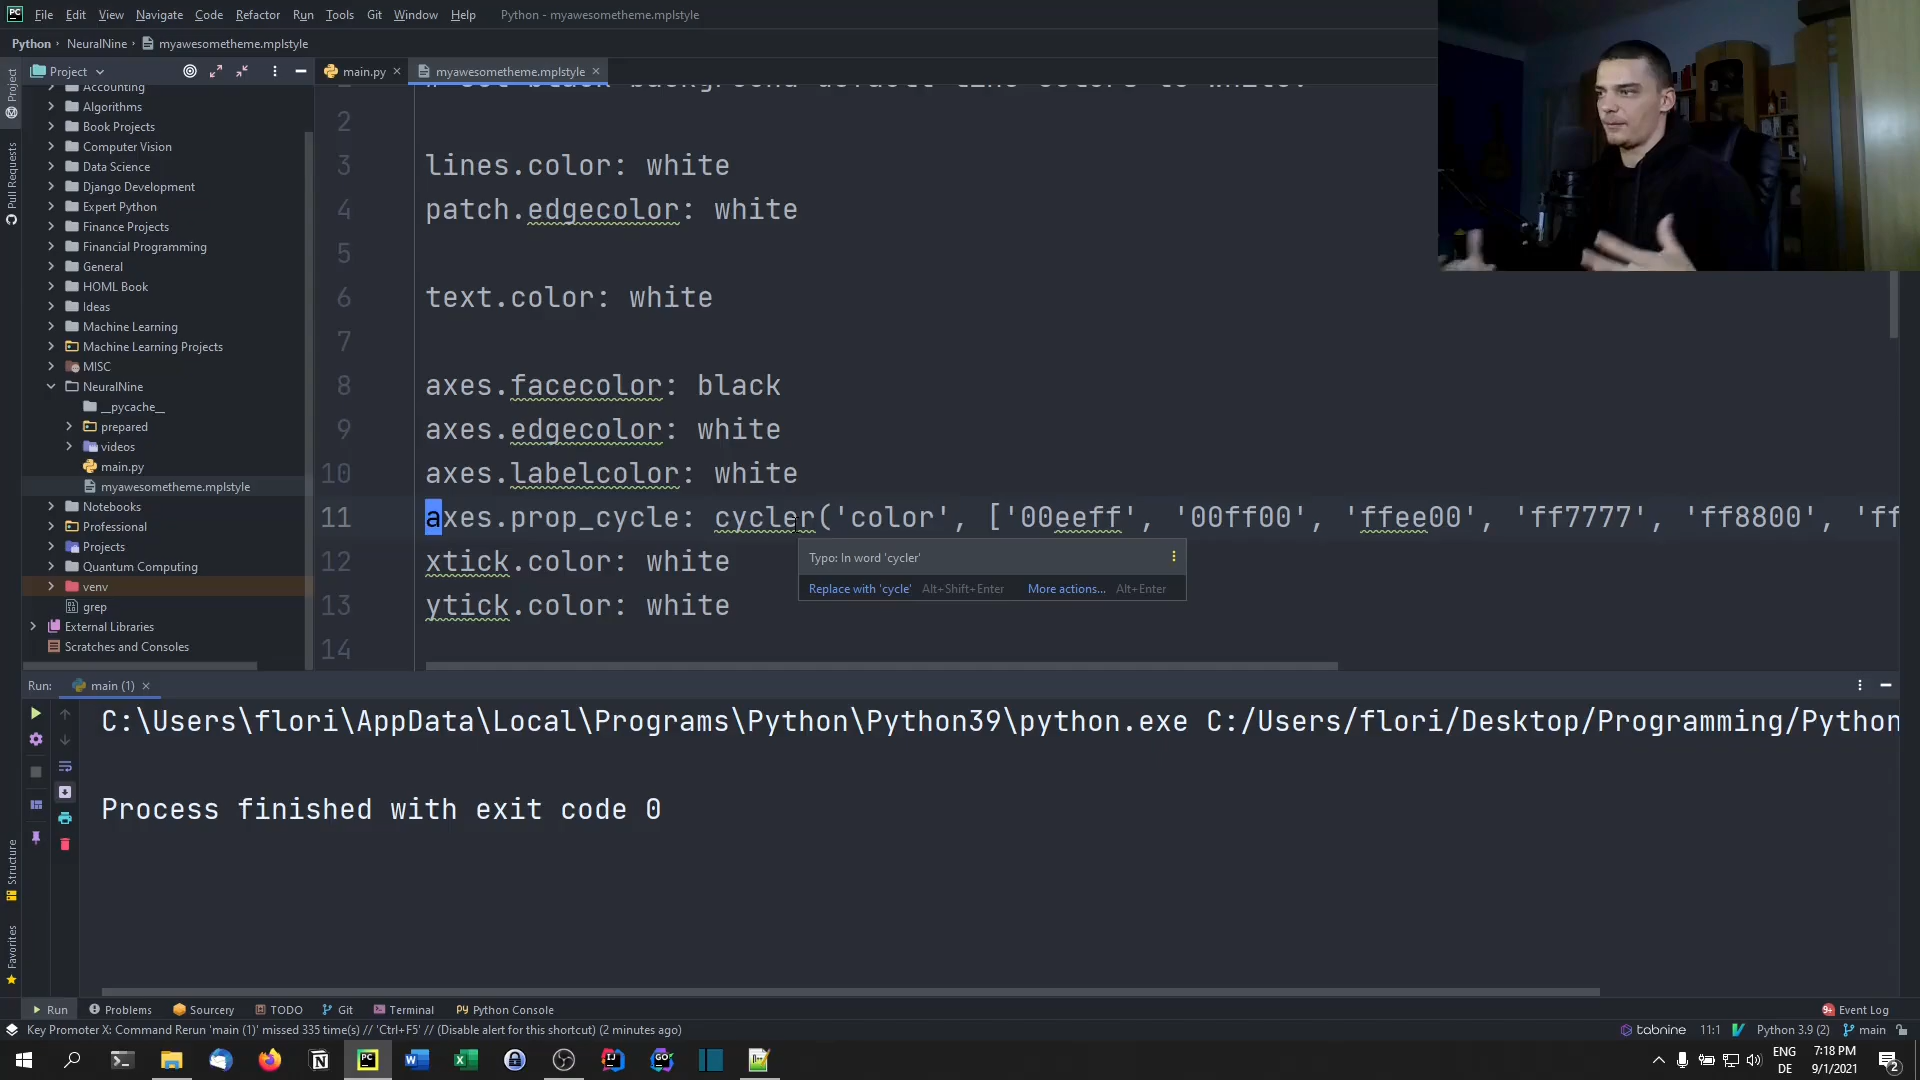 File Edit View Navigate Code Refactor Run Tools Git Window Help Python - myawesometheme.mplstyle
Python NeuralNine myawesometheme.mplstyle
Project
main.py
myawesometheme.mplstyle
Project
Pull Requests
Accounting
Algorithms
Book Projects
Computer Vision
Data Science
Django Development
Expert Python
Finance Projects
Financial Programming
General
HOML Book
Ideas
Machine Learning
Machine Learning Projects
MISC
NeuralNine
__pycache__
prepared
videos
main.py
myawesometheme.mplstyle
Notebooks
Professional
Projects
Quantum Computing
venv
grep
External Libraries
Scratches and Consoles
2
3 lines.color: white
4 patch.edgecolor: white
5
6 text.color: white
7
8 axes.facecolor: black
9 axes.edgecolor: white
10 axes.labelcolor: white
11 axes.prop_cycle: cycler('color', ['00eeff', '00ff00', 'ffee00', 'ff7777', 'ff8800', 'ff
12 xtick.color: white
13 ytick.color: white
14
Typo: In word 'cycler'
Replace with 'cycle' Alt+Shift+Enter More actions... Alt+Enter
Run: main (1)
C:\Users\flori\AppData\Local\Programs\Python\Python39\python.exe C:/Users/flori/Desktop/Programming/Python
Process finished with exit code 0
Structure
Favorites
Run Problems Sourcery TODO Git Terminal Python Console Event Log
Key Promoter X: Command Rerun 'main (1)' missed 335 time(s) // 'Ctrl+F5' // (Disable alert for this shortcut) (2 minutes ago) tabnine 11:1 Python 3.9 (2) main
ENG
DE
7:18 PM
9/1/2021
2